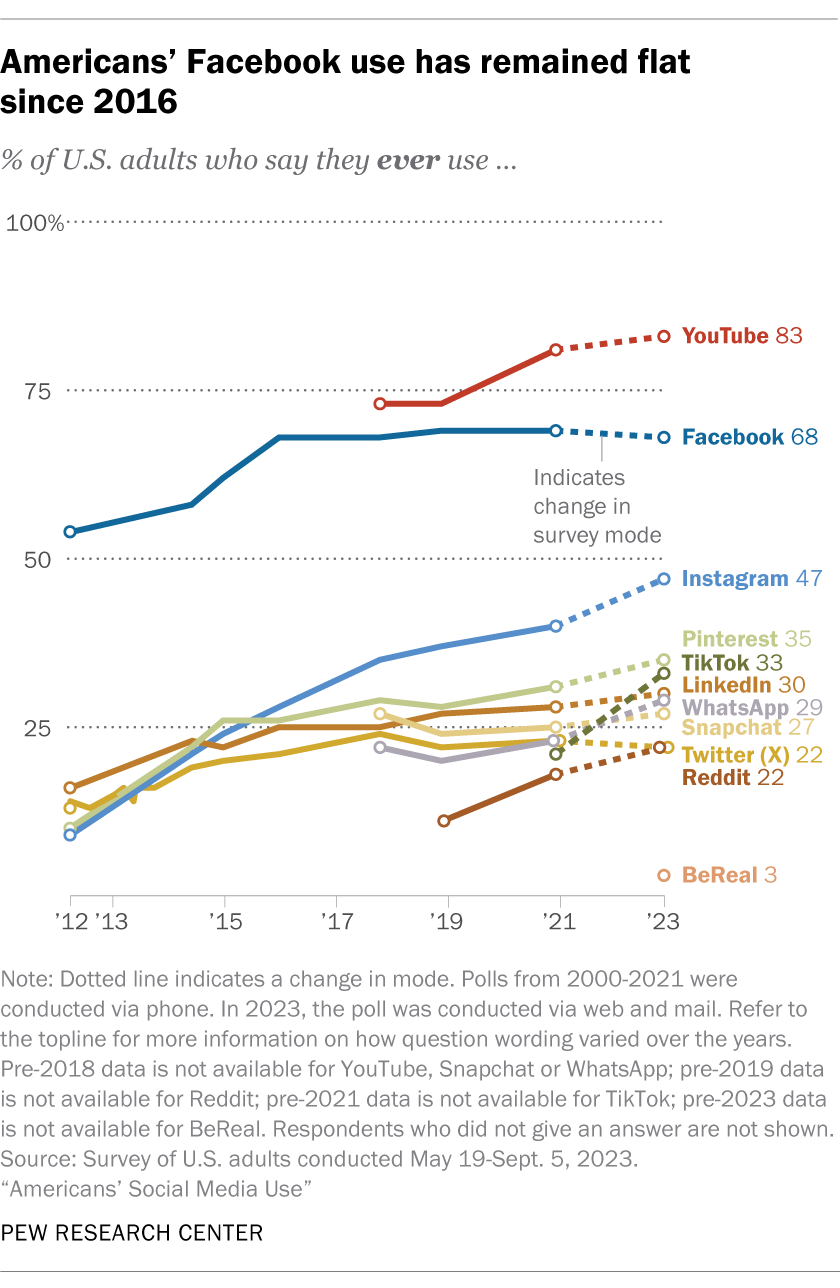 Americans’ Facebook use has remained flat
since 2016
% of U.S. adults who say they ever use ...
100%
75
50
25
YouTube 83
Facebook 68
Indicates
change in
survey mode
Instagram 47
Pinterest 35
TikTok 33
LinkedIn 30
WhatsApp 29
Snapchat 27
Twitter (X) 22
Reddit 22
BeReal 3
’12 ’13 ’15 ’17 ’19 ’21 ’23
Note: Dotted line indicates a change in mode. Polls from 2000-2021 were
conducted via phone. In 2023, the poll was conducted via web and mail. Refer to
the topline for more information on how question wording varied over the years.
Pre-2018 data is not available for YouTube, Snapchat or WhatsApp; pre-2019 data
is not available for Reddit; pre-2021 data is not available for TikTok; pre-2023 data
is not available for BeReal. Respondents who did not give an answer are not shown.
Source: Survey of U.S. adults conducted May 19-Sept. 5, 2023.
“Americans’ Social Media Use”
PEW RESEARCH CENTER